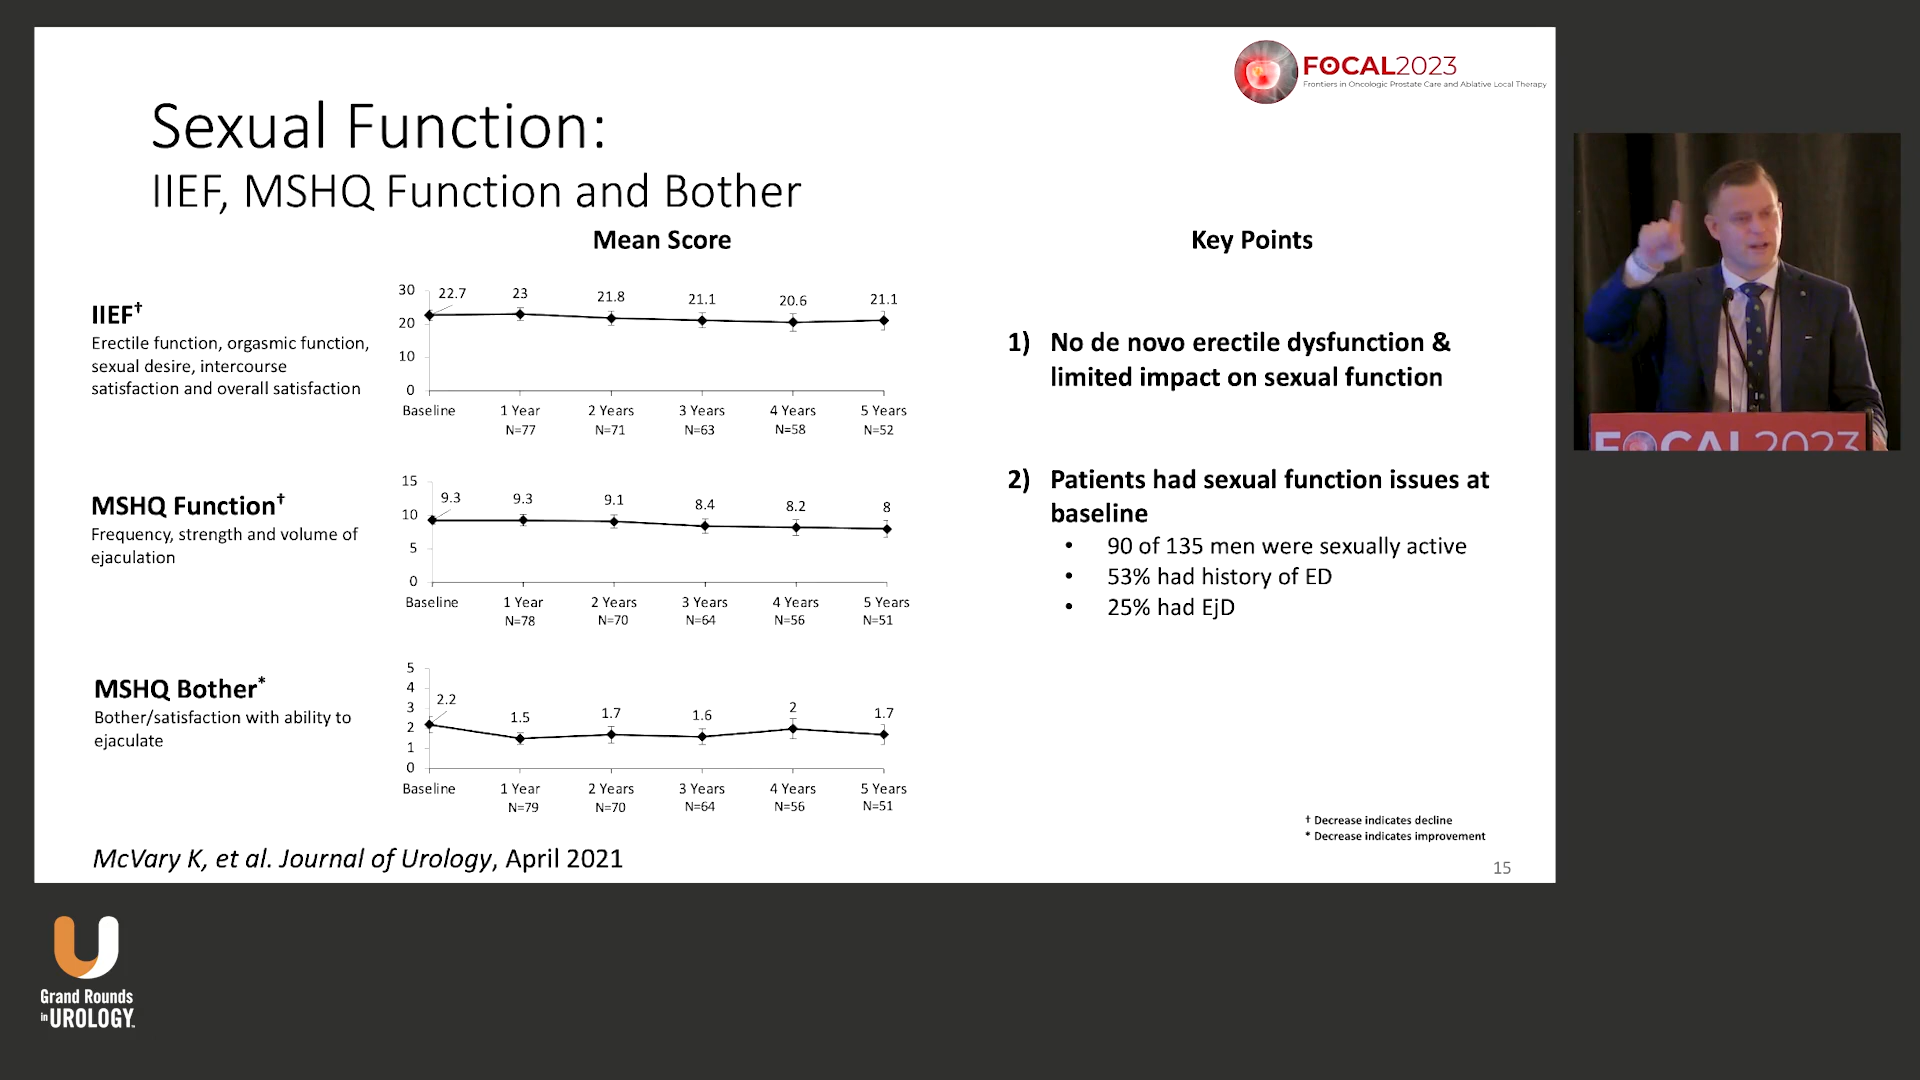 FOCAL2023
Frontiers in Oncologic Prostate Care and Ablative Local Therapy
Sexual Function:
IIEF, MSHQ Function and Bother
Mean Score
Key Points
IIEF†
Erectile function, orgasmic function,
sexual desire, intercourse
satisfaction and overall satisfaction
30
20
10
0
22.7 23 21.8 21.1 20.6 21.1
Baseline 1 Year 2 Years 3 Years 4 Years 5 Years
N=77 N=71 N=63 N=58 N=52
MSHQ Function†
Frequency, strength and volume of
ejaculation
15
10
5
0
9.3 9.3 9.1 8.4 8.2 8
Baseline 1 Year 2 Years 3 Years 4 Years 5 Years
N=78 N=70 N=64 N=56 N=51
MSHQ Bother*
Bother/satisfaction with ability to
ejaculate
5
4
3
2
1
0
2.2 1.5 1.7 1.6 2 1.7
Baseline 1 Year 2 Years 3 Years 4 Years 5 Years
N=79 N=70 N=64 N=56 N=51
1) No de novo erectile dysfunction &
limited impact on sexual function
2) Patients had sexual function issues at
baseline
• 90 of 135 men were sexually active
• 53% had history of ED
• 25% had EjD
† Decrease indicates decline
* Decrease indicates improvement
McVary K, et al. Journal of Urology, April 2021
15
FOCAL2023
Grand Rounds
in UROLOGY